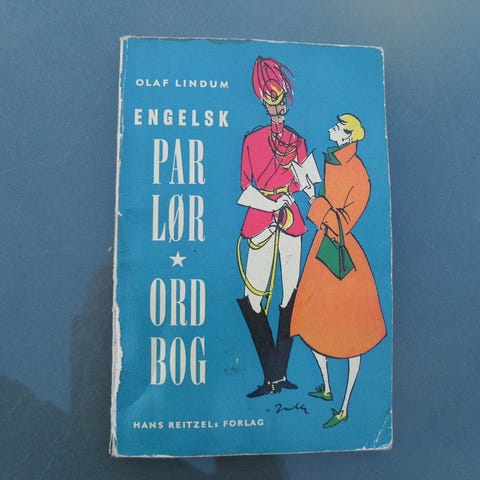 OLAF LINDUM
ENGELSK
PAR
LØR
★
ORD
BOG
HANS REITZELs FORLAG